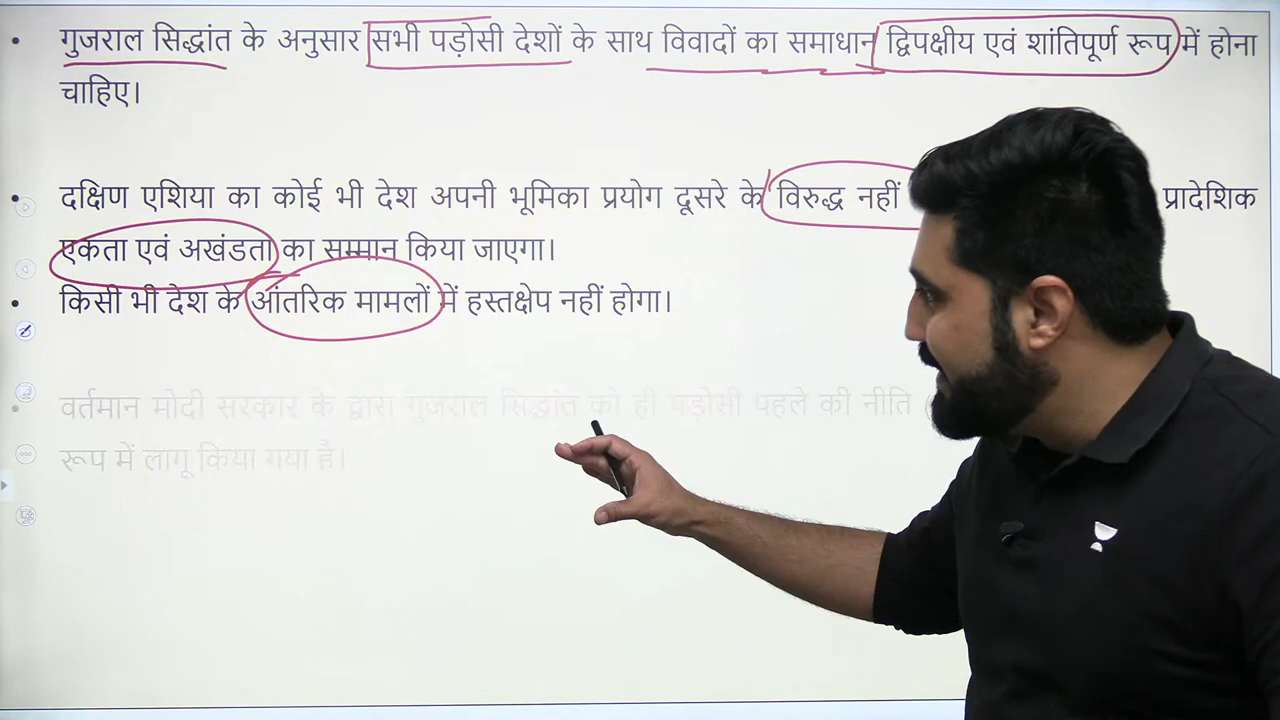 गुजराल सिद्धांत के अनुसार सभी पड़ोसी देशों के साथ विवादों का समाधान द्विपक्षीय एवं शांतिपूर्ण रूप में होना
चाहिए।
दक्षिण एशिया का कोई भी देश अपनी भूमिका प्रयोग दूसरे के विरुद्ध नहीं प्रादेशिक
एकता एवं अखंडता का सम्मान किया जाएगा।
किसी भी देश के आंतरिक मामलों में हस्तक्षेप नहीं होगा।
वर्तमान मोदी सरकार के द्वारा गुजराल सिद्धांत को ही पड़ोसी पहले की नीति (
रूप में लागू किया गया है।